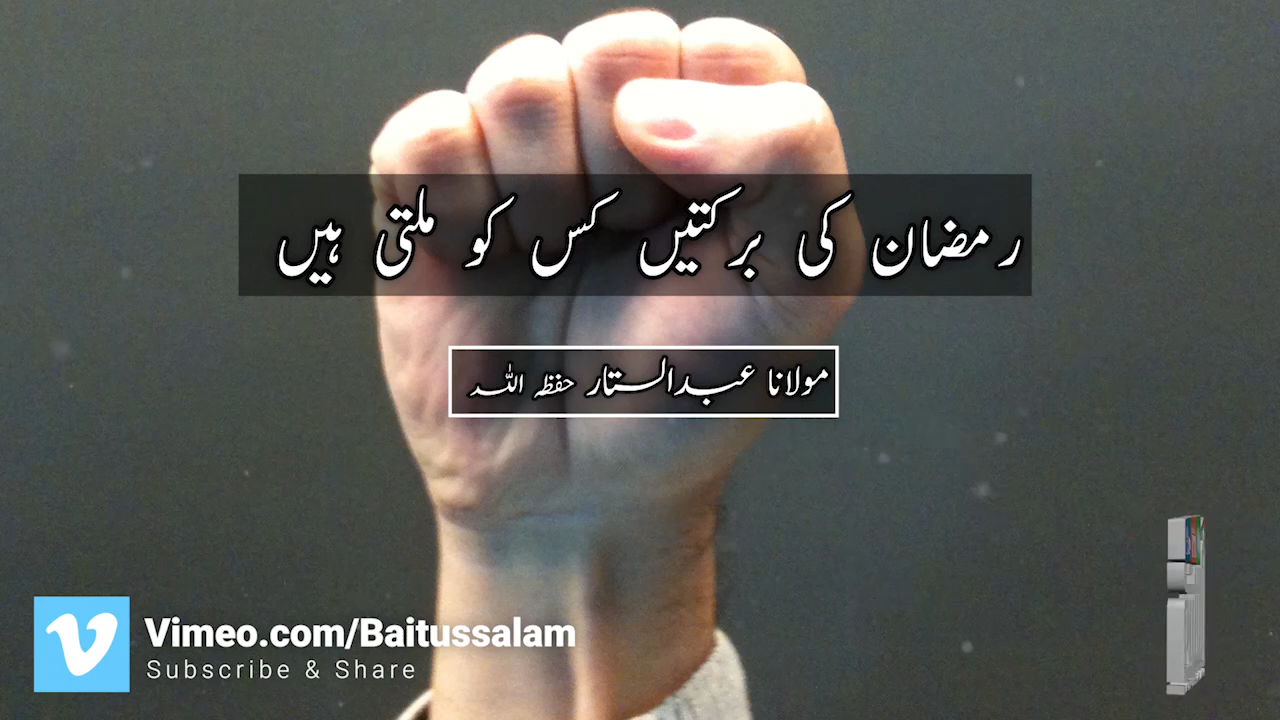 رمضان کی برکتیں کس کو ملتی ہیں
مولانا عبدالستار حفظہ اللہ
Vimeo.com/Baitussalam
Subscribe & Share